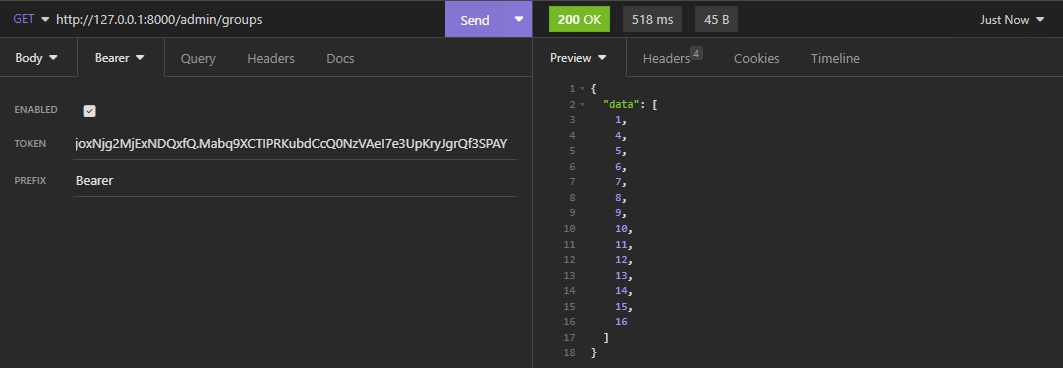 GET http://127.0.0.1:8000/admin/groups Send 200 OK 518 ms 45 B Just Now
Body Bearer Query Headers Docs Preview Headers 4 Cookies Timeline
ENABLED
TOKEN joxNjg2MjExNDQxfQ.Mabq9XCTIPRKubdCcQ0NzVAeI7e3UpKryJgrQf3SPAY
PREFIX Bearer
1 {
2 "data": [
3 1,
4 4,
5 5,
6 6,
7 7,
8 8,
9 9,
10 10,
11 11,
12 12,
13 13,
14 14,
15 15,
16 16
17 ]
18 }